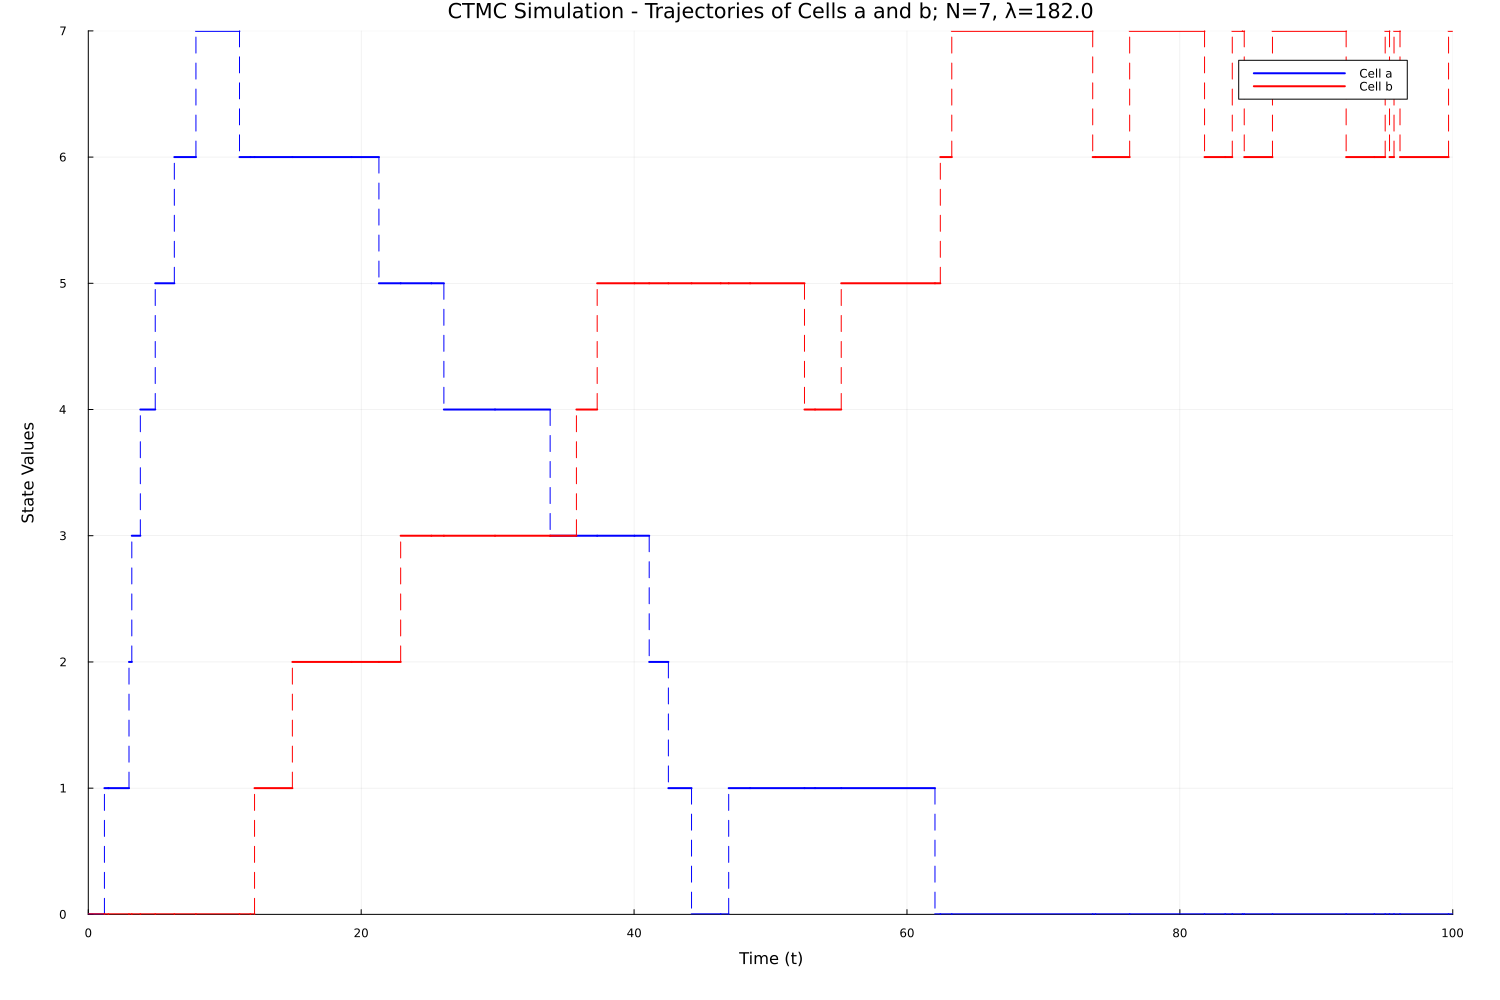 CTMC Simulation - Trajectories of Cells a and b; N=7, λ=182.0
7
Cell a
Cell b
6
5
4
State Values
3
2
1
0
0 20 40 60 80 100
Time (t)